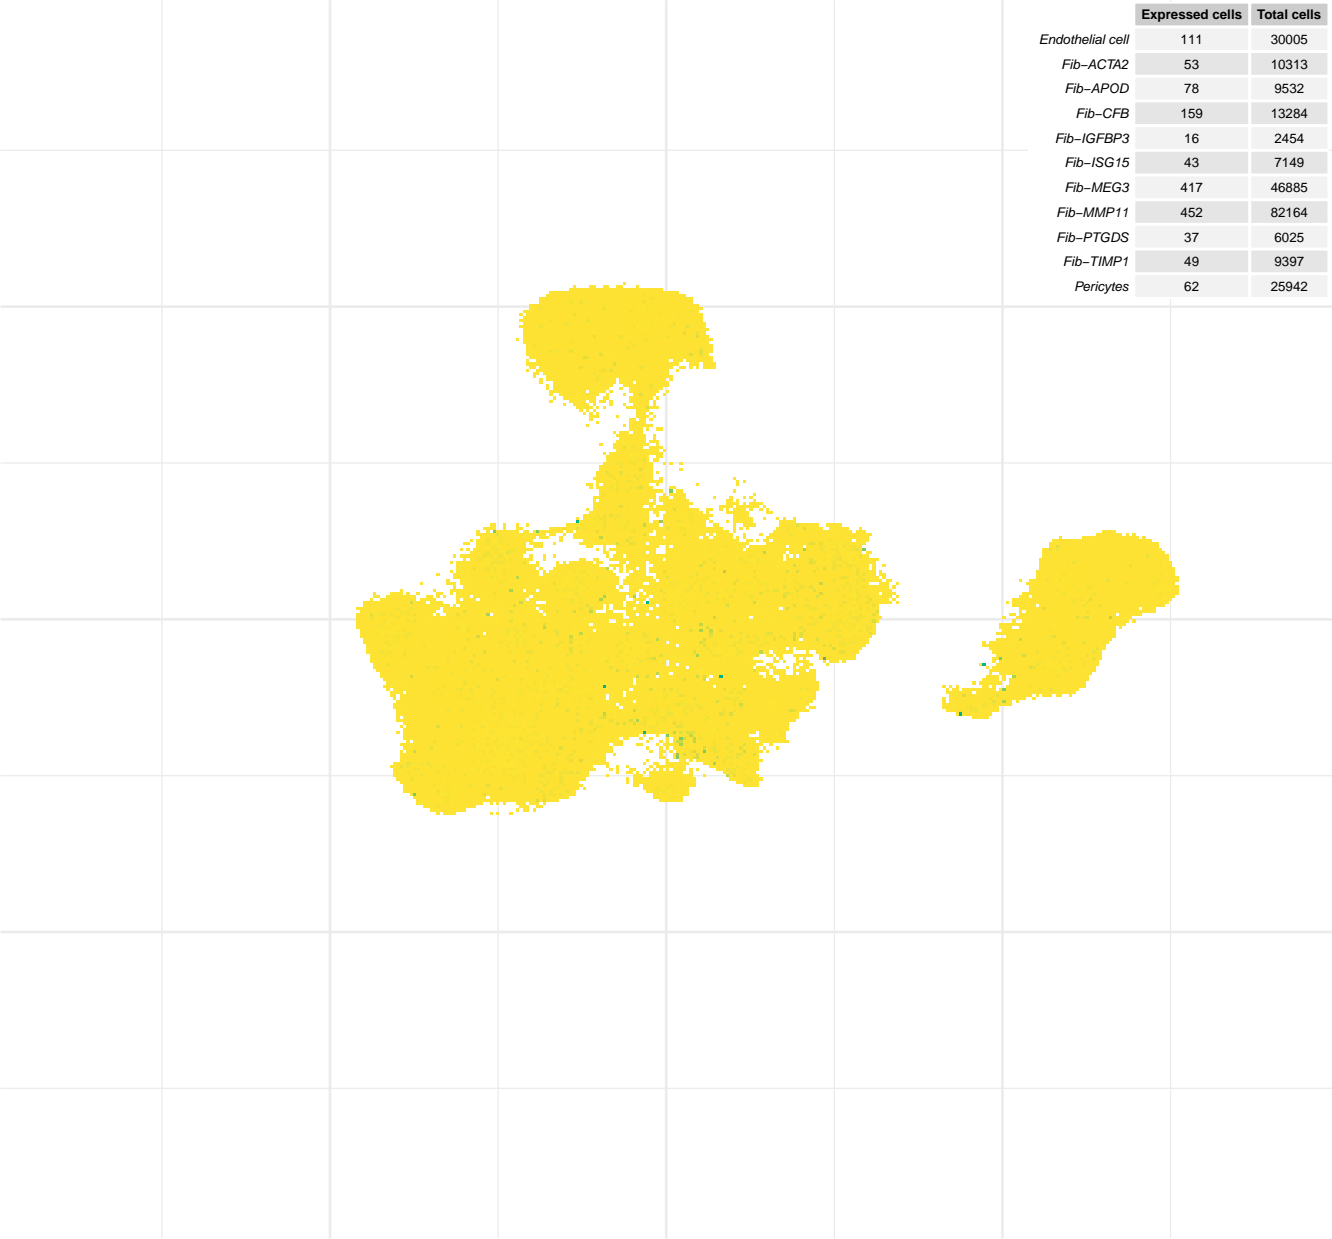 Expressed cells Total cells
Endothelial cell 111 30005
Fib−ACTA2 53 10313
Fib−APOD 78 9532
Fib−CFB 159 13284
Fib−IGFBP3 16 2454
Fib−ISG15 43 7149
Fib−MEG3 417 46885
Fib−MMP11 452 82164
Fib−PTGDS 37 6025
Fib−TIMP1 49 9397
Pericytes 62 25942